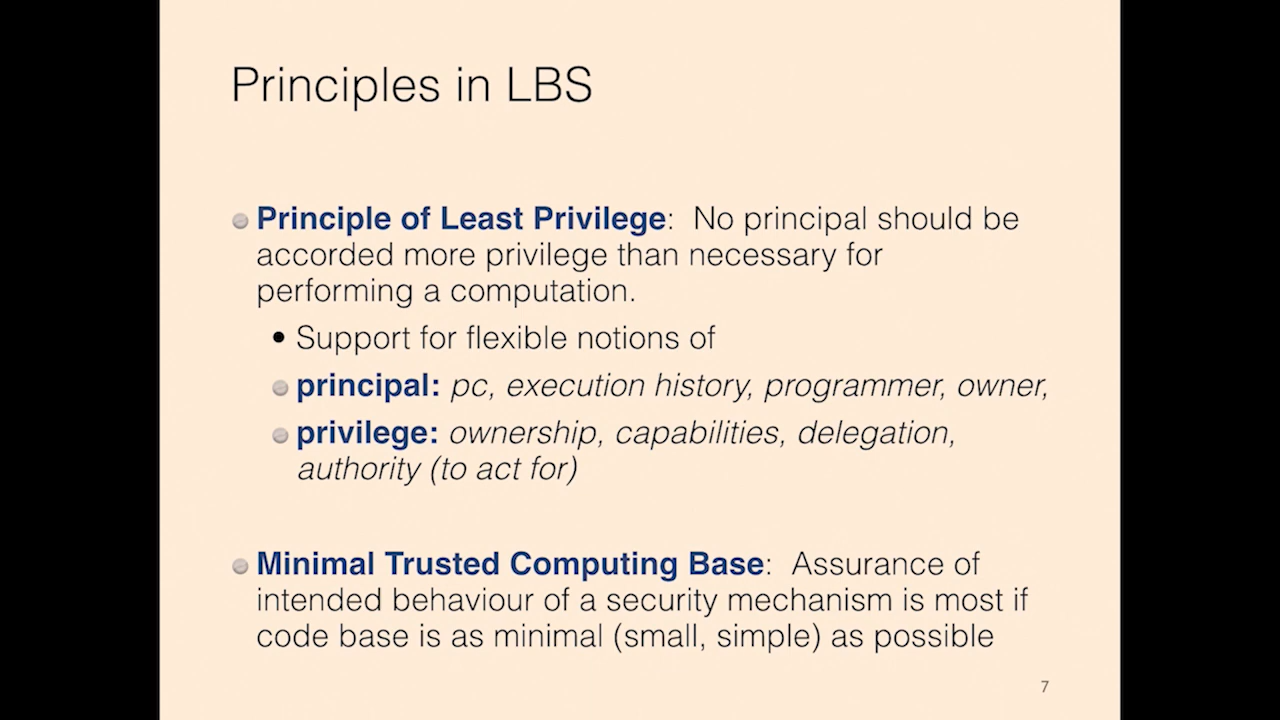 Principles in LBS
Principle of Least Privilege: No principal should be
accorded more privilege than necessary for
performing a computation.
• Support for flexible notions of
principal: pc, execution history, programmer, owner,
privilege: ownership, capabilities, delegation,
authority (to act for)
Minimal Trusted Computing Base: Assurance of
intended behaviour of a security mechanism is most if
code base is as minimal (small, simple) as possible
7